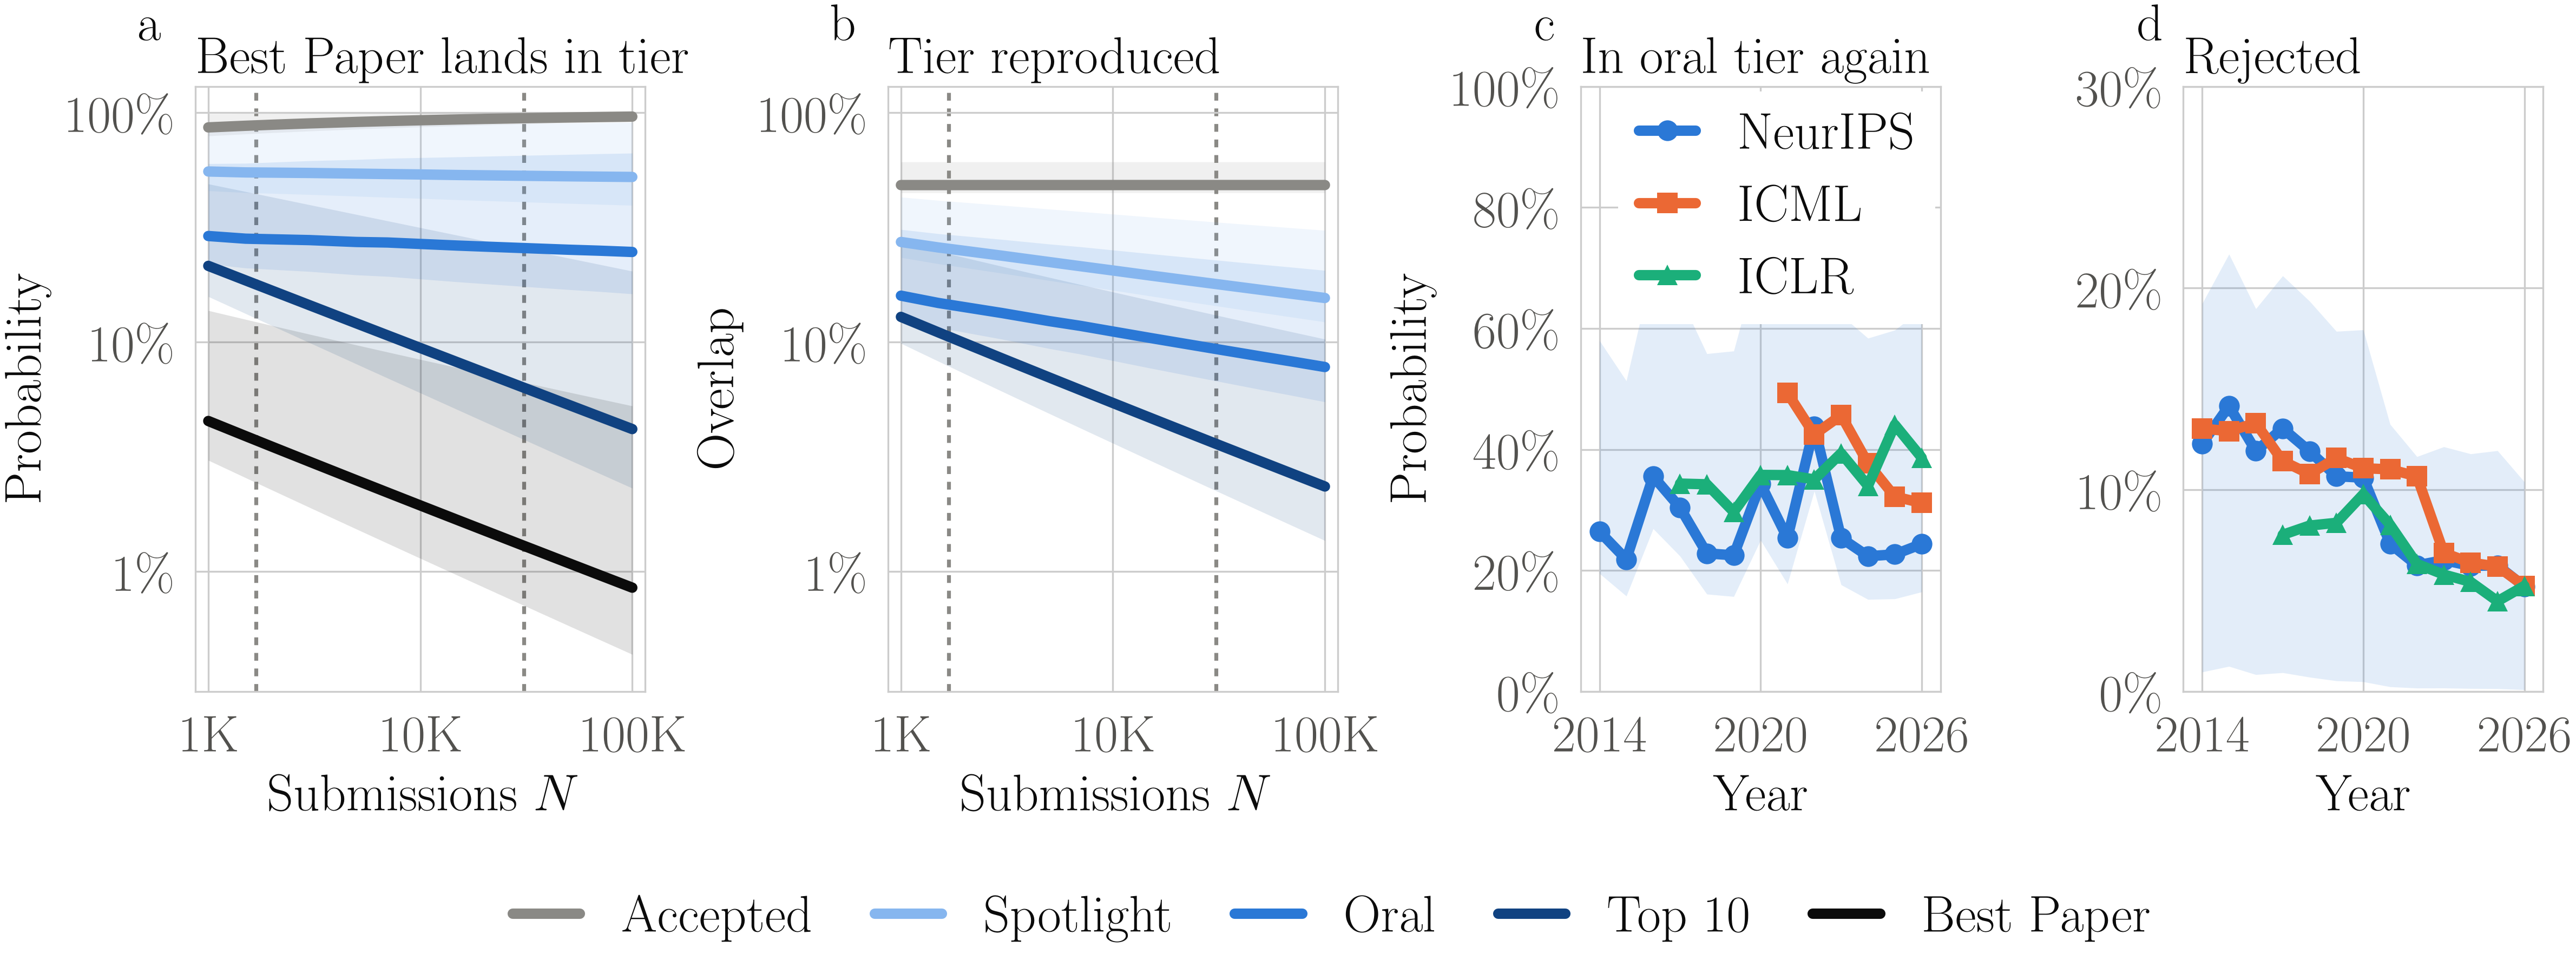 a
Best Paper lands in tier
100%
10%
1%
Probability
1K
10K
100K
Submissions N
b
Tier reproduced
100%
10%
1%
Overlap
1K
10K
100K
Submissions N
c
In oral tier again
100%
80%
60%
40%
20%
0%
Probability
NeurIPS
ICML
ICLR
2014
2020
2026
Year
d
Rejected
30%
20%
10%
0%
2014
2020
2026
Year
Accepted
Spotlight
Oral
Top 10
Best Paper